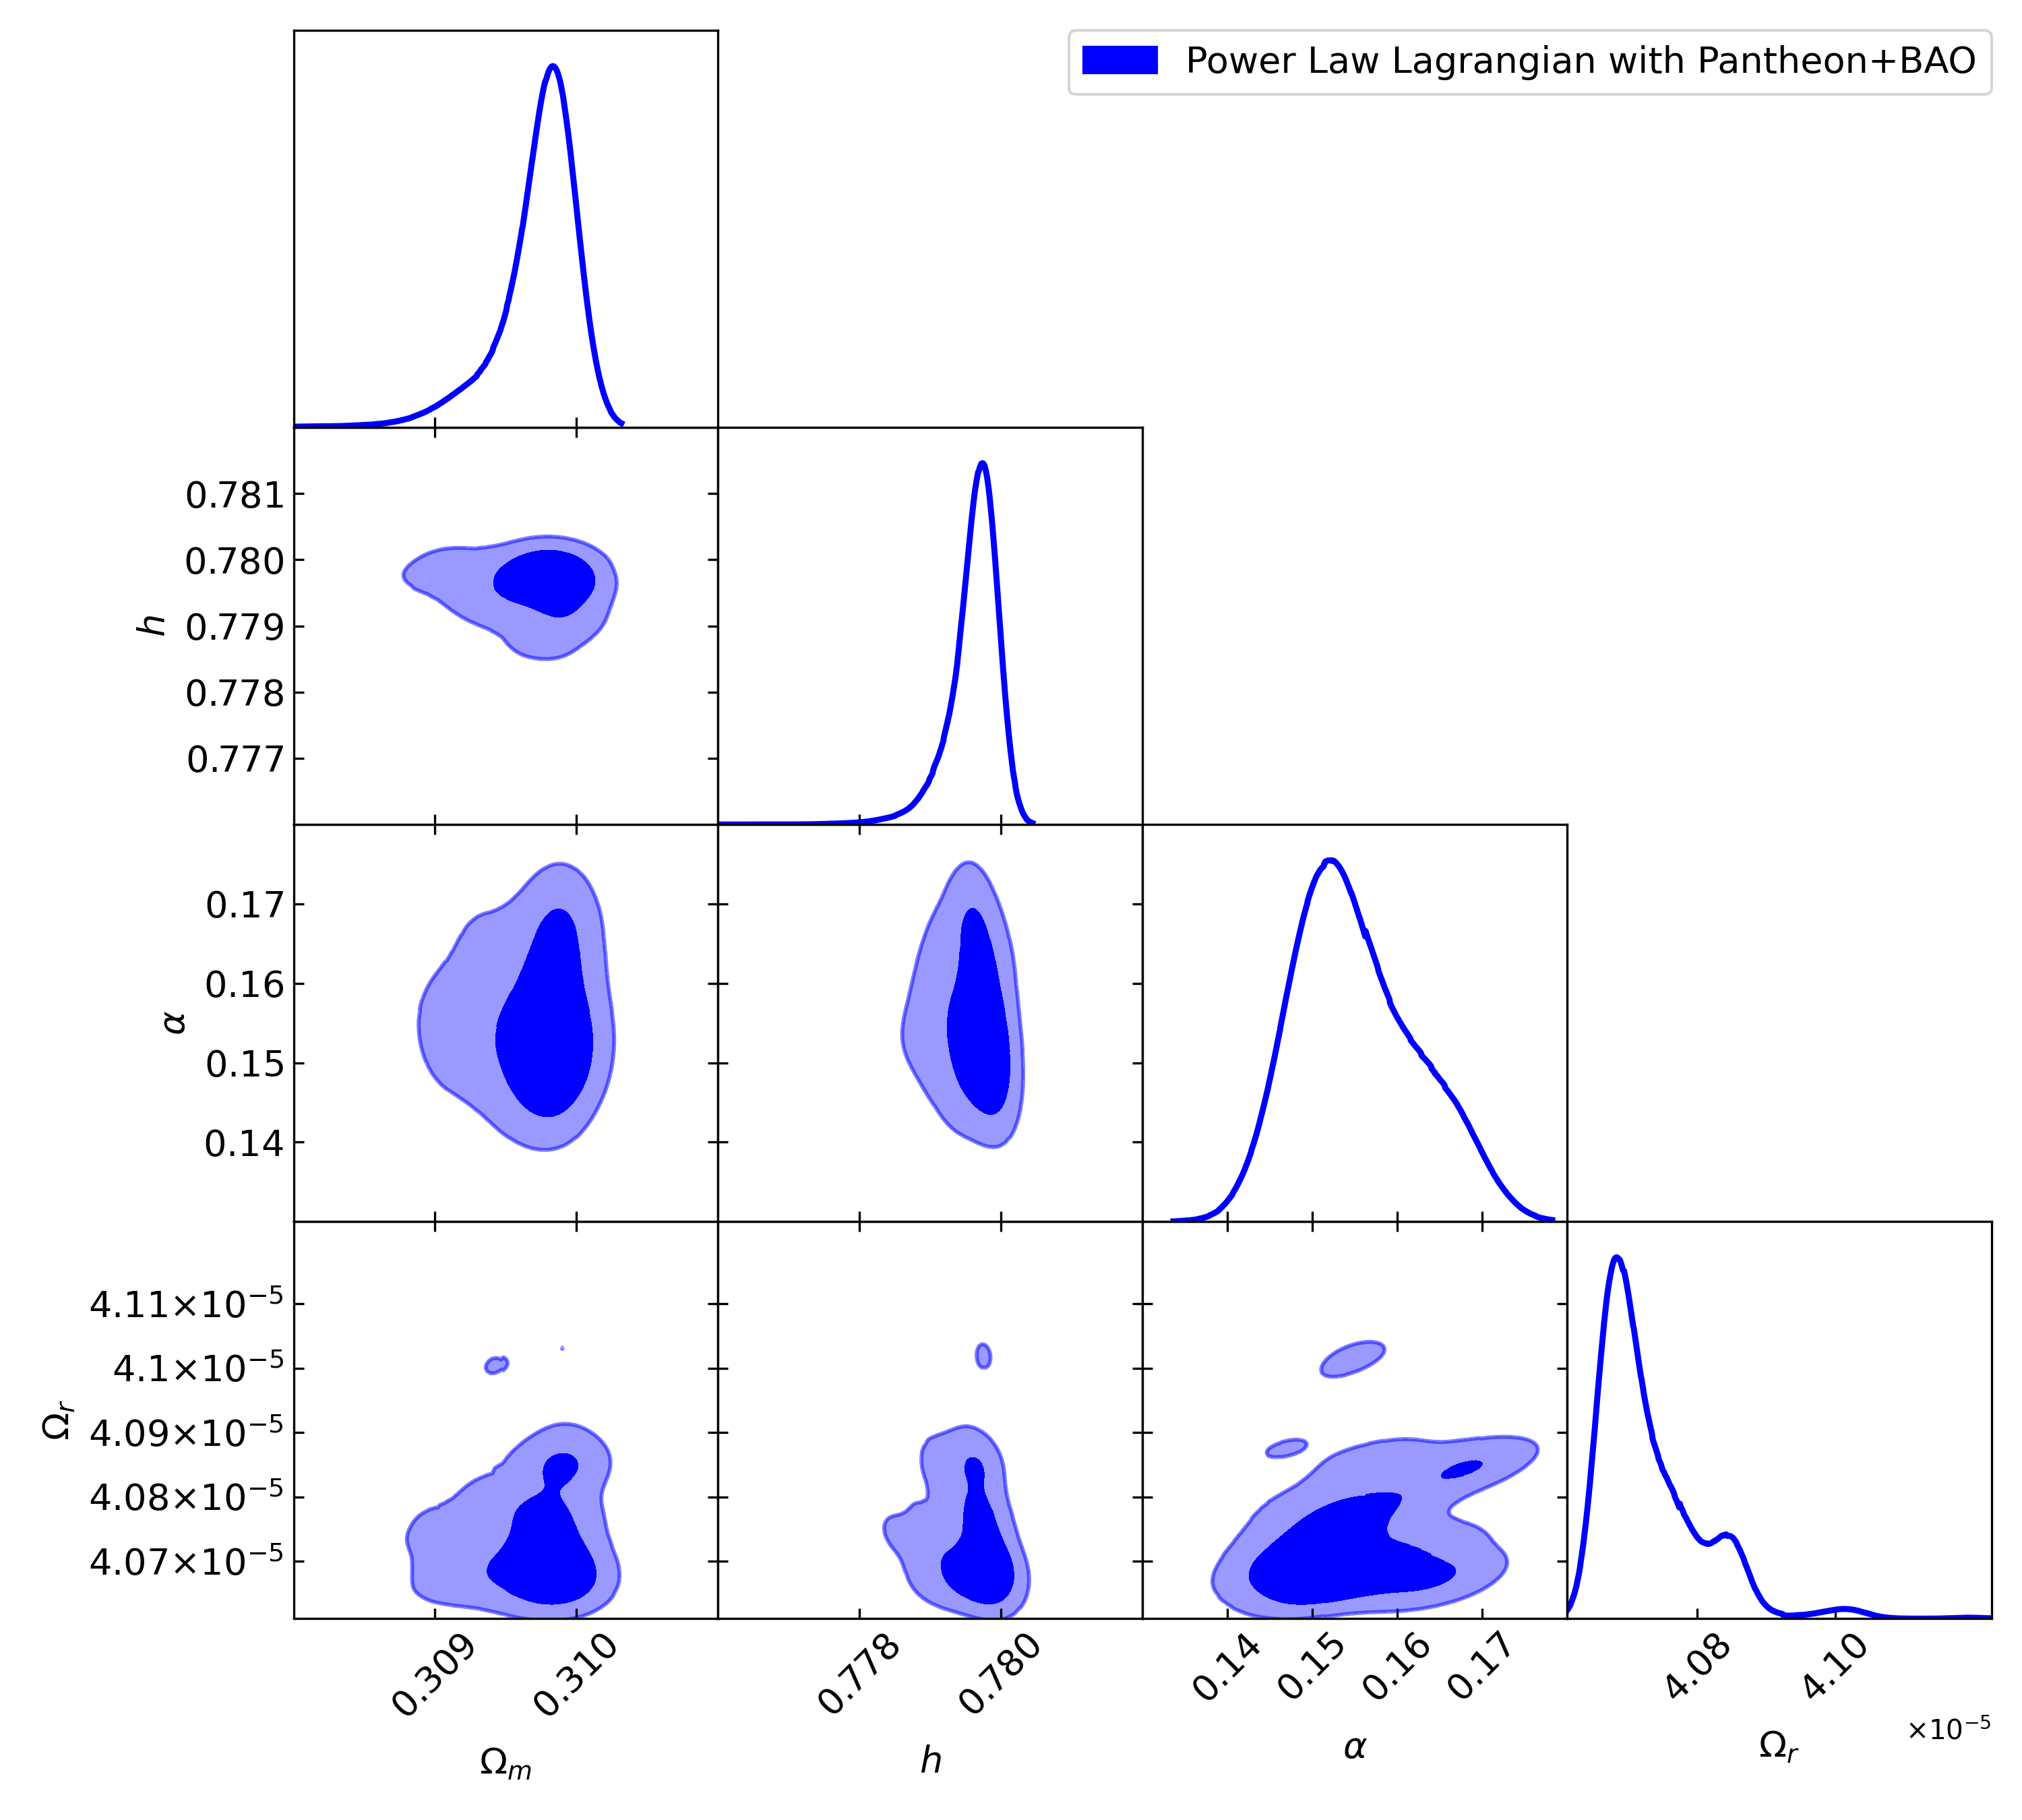 Power Law Lagrangian with Pantheon+BAO
0.781
0.780
0.779
0.778
0.777
h
0.17
0.16
0.15
0.14
α
4.11×10⁻⁵
4.1×10⁻⁵
4.09×10⁻⁵
4.08×10⁻⁵
4.07×10⁻⁵
Ωᵣ
0.309 0.310 0.778 0.780 0.14 0.15 0.16 0.17 4.08 4.10
×10⁻⁵
Ωₘ h α Ωᵣ